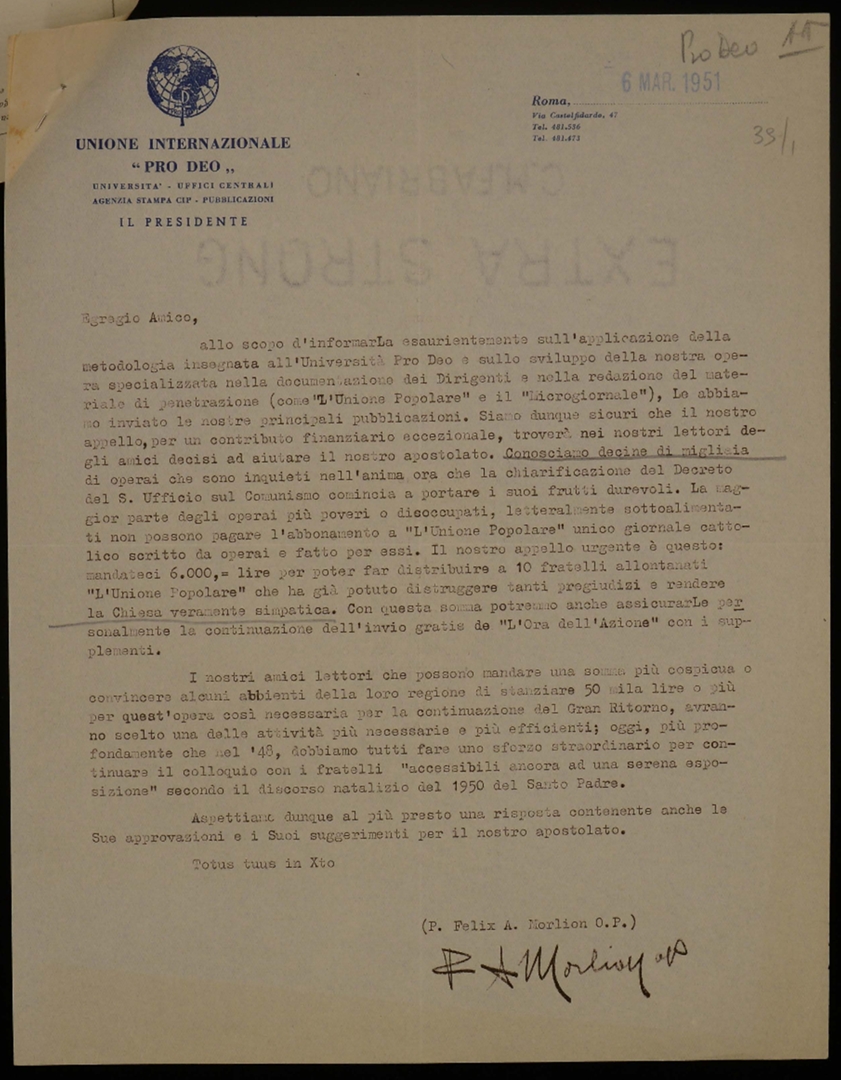 Pro Deo
6 MAR. 1951
Roma,
Via Castelfidardo, 47
Tel. 481.536
Tel. 481.473
39/1
UNIONE INTERNAZIONALE
“ PRO DEO „
UNIVERSITA' - UFFICI CENTRALI
AGENZIA STAMPA CIP - PUBBLICAZIONI
IL PRESIDENTE
C.M.FABRIANO
EXTRA STRONG
Egregio Amico,
allo scopo d'informarLa esaurientemente sull'applicazione della
metodologia insegnata all'Università Pro Deo e sullo sviluppo della nostra ope-
ra specializzata nella documentazione dei Dirigenti e nella redazione del mate-
riale di penetrazione (come "L'Unione Popolare" e il "Microgiornale"), Le abbia-
mo inviato le nostre principali pubblicazioni. Siamo dunque sicuri che il nostro
appello, per un contributo finanziario eccezionale, troverà nei nostri lettori de-
gli amici decisi ad aiutare il nostro apostolato. Conosciamo decine di migliaia
di operai che sono inquieti nell'anima ora che la chiarificazione del Decreto
del S. Ufficio sul Comunismo comincia a portare i suoi frutti durevoli. La mag-
gior parte degli operai più poveri o disoccupati, letteralmente sottoalimenta-
ti non possono pagare l'abbonamento a "L'Unione Popolare" unico giornale catto-
lico scritto da operai e fatto per essi. Il nostro appello urgente è questo:
mandateci 6.000,= lire per poter far distribuire a 10 fratelli allontanati
"L'Unione Popolare" che ha già potuto distruggere tanti pregiudizi e rendere
la Chiesa veramente simpatica. Con questa somma potremmo anche assicurarLe per
sonalmente la continuazione dell'invio gratis de "L'Ora dell'Azione" con i sup-
plementi.
I nostri amici lettori che possono mandare una somma più cospicua o
convincere alcuni abbienti della loro regione di stanziare 50 mila lire o più
per quest'opera così necessaria per la continuazione del Gran Ritorno, avran-
no scelto una delle attività più necessarie e più efficienti; oggi, più pro-
fondamente che nel '48, dobbiamo tutti fare uno sforzo straordinario per con-
tinuare il colloquio con i fratelli "accessibili ancora ad una serena espo-
sizione" secondo il discorso natalizio del 1950 del Santo Padre.
Aspettiamo dunque al più presto una risposta contenente anche le
Sue approvazioni e i Suoi suggerimenti per il nostro apostolato.
Totus tuus in Xto
(P. Felix A. Morlion O.P.)
F A Morlion op